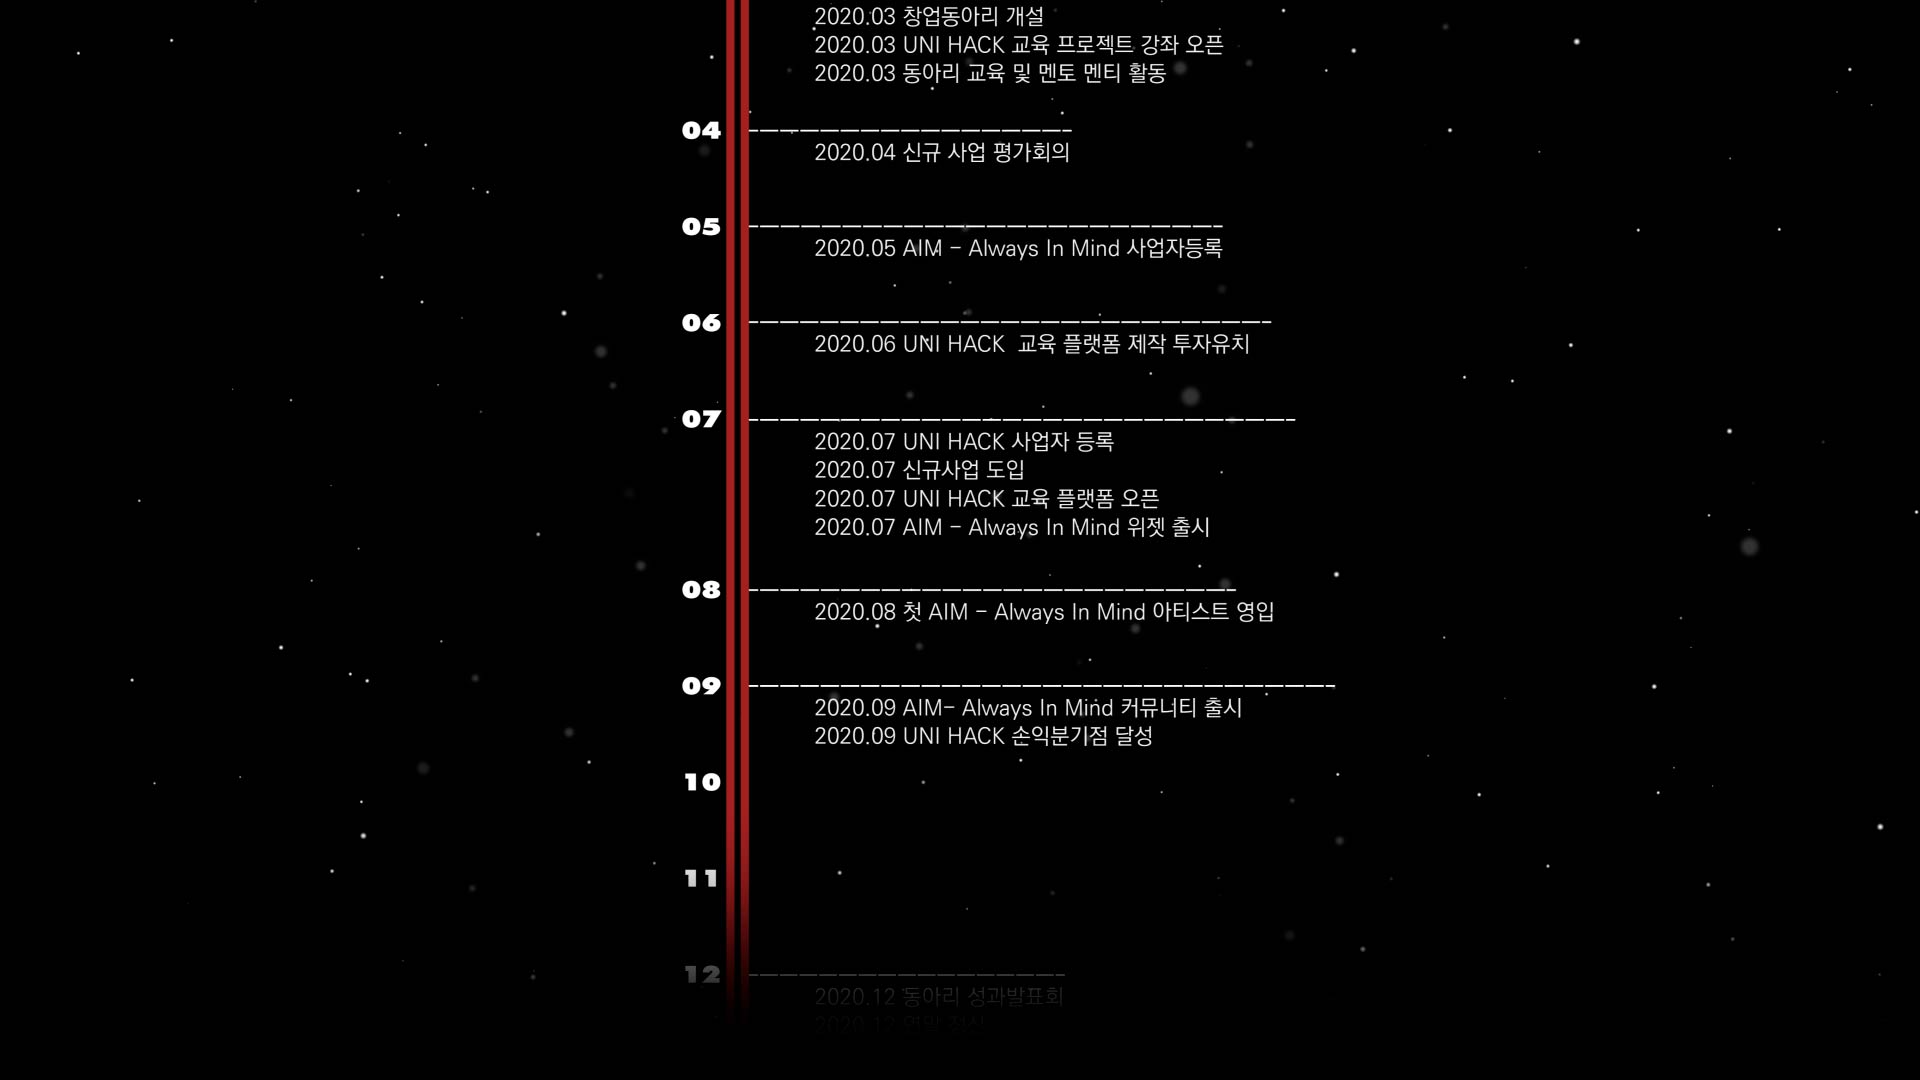 2020.03 창업동아리 개설
2020.03 UNI HACK 교육 프로젝트 강좌 오픈
2020.03 동아리 교육 및 멘토 멘티 활동
04
2020.04 신규 사업 평가회의
05
2020.05 AIM - Always In Mind 사업자등록
06
2020.06 UNI HACK 교육 플랫폼 제작 투자유치
07
2020.07 UNI HACK 사업자 등록
2020.07 신규사업 도입
2020.07 UNI HACK 교육 플랫폼 오픈
2020.07 AIM - Always In Mind 위젯 출시
08
2020.08 첫 AIM - Always In Mind 아티스트 영입
09
2020.09 AIM- Always In Mind 커뮤니티 출시
2020.09 UNI HACK 손익분기점 달성
10
11
12
2020.12 동아리 성과발표회
2020.12 연말